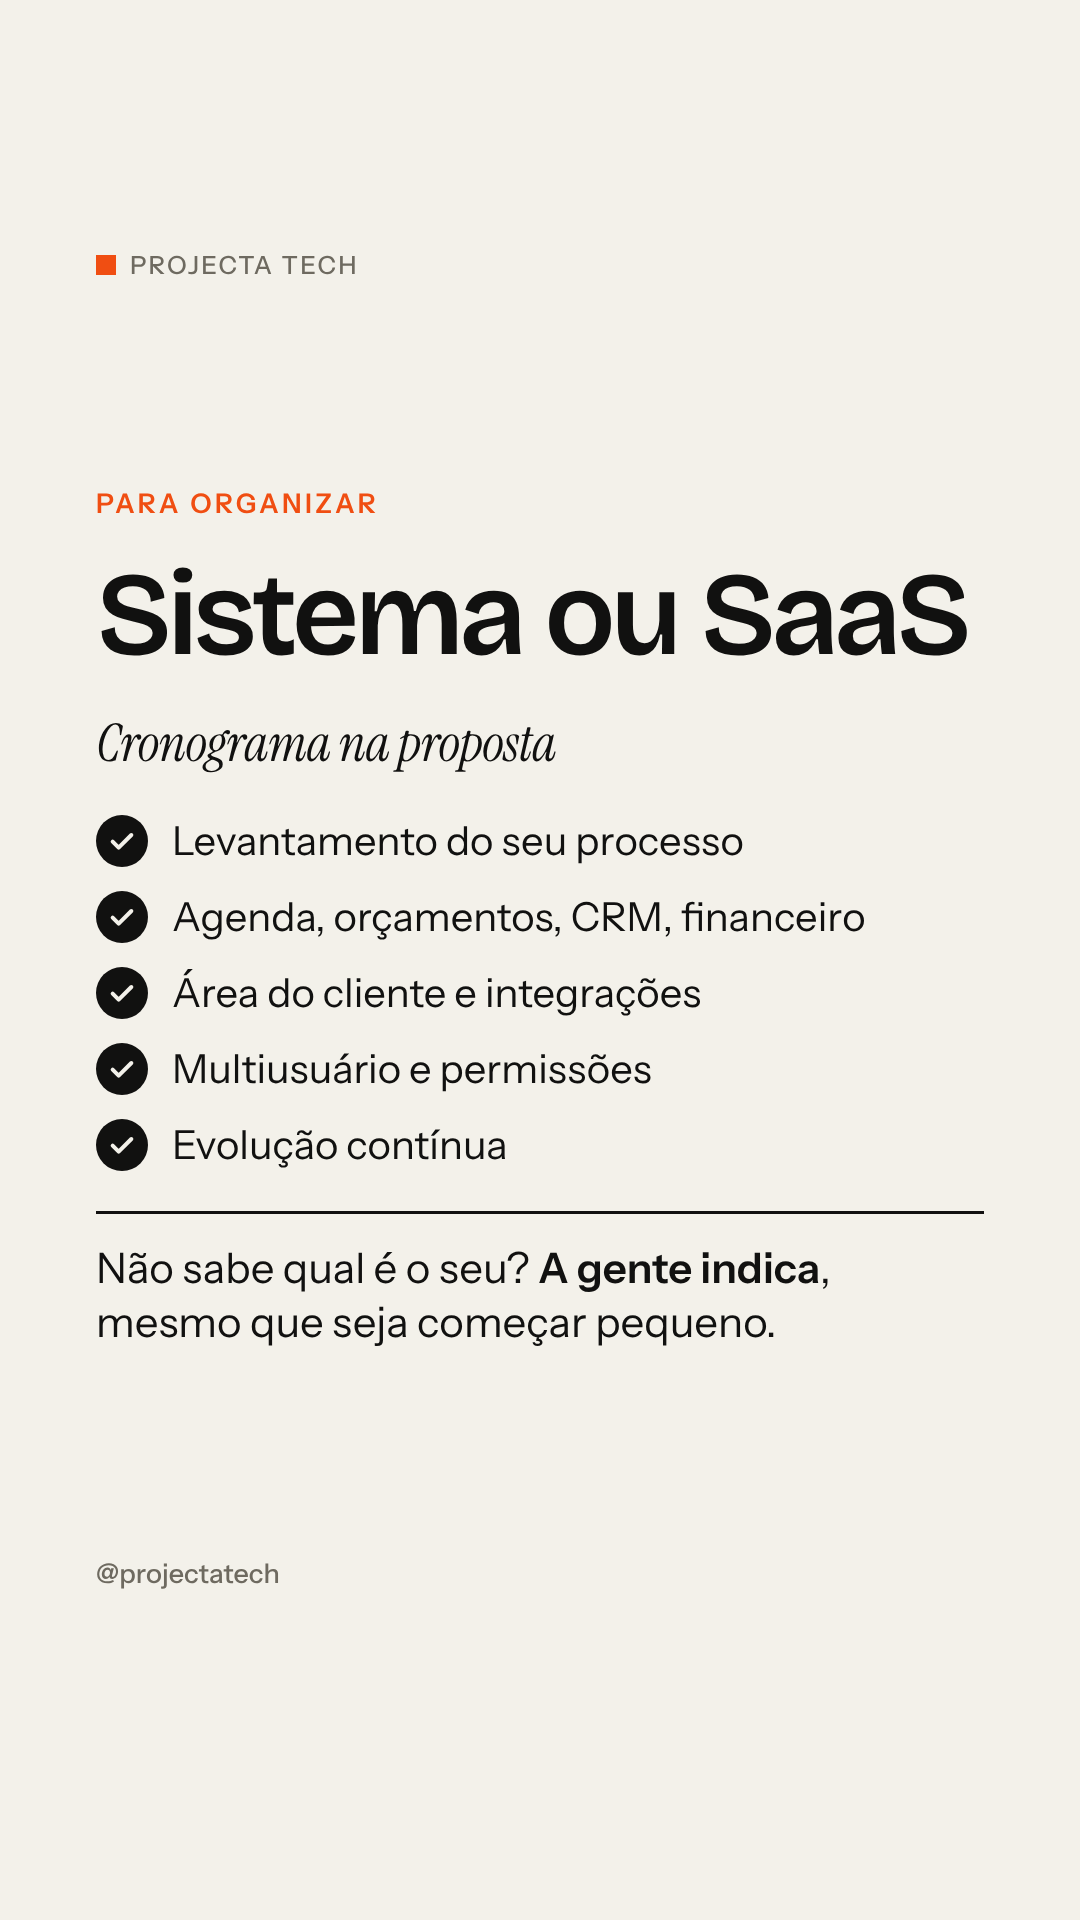 PROJECTA TECH
PARA ORGANIZAR
Sistema ou SaaS
Cronograma na proposta
Levantamento do seu processo
Agenda, orçamentos, CRM, financeiro
Área do cliente e integrações
Multiusuário e permissões
Evolução contínua
Não sabe qual é o seu? A gente indica,
mesmo que seja começar pequeno.
@projectatech